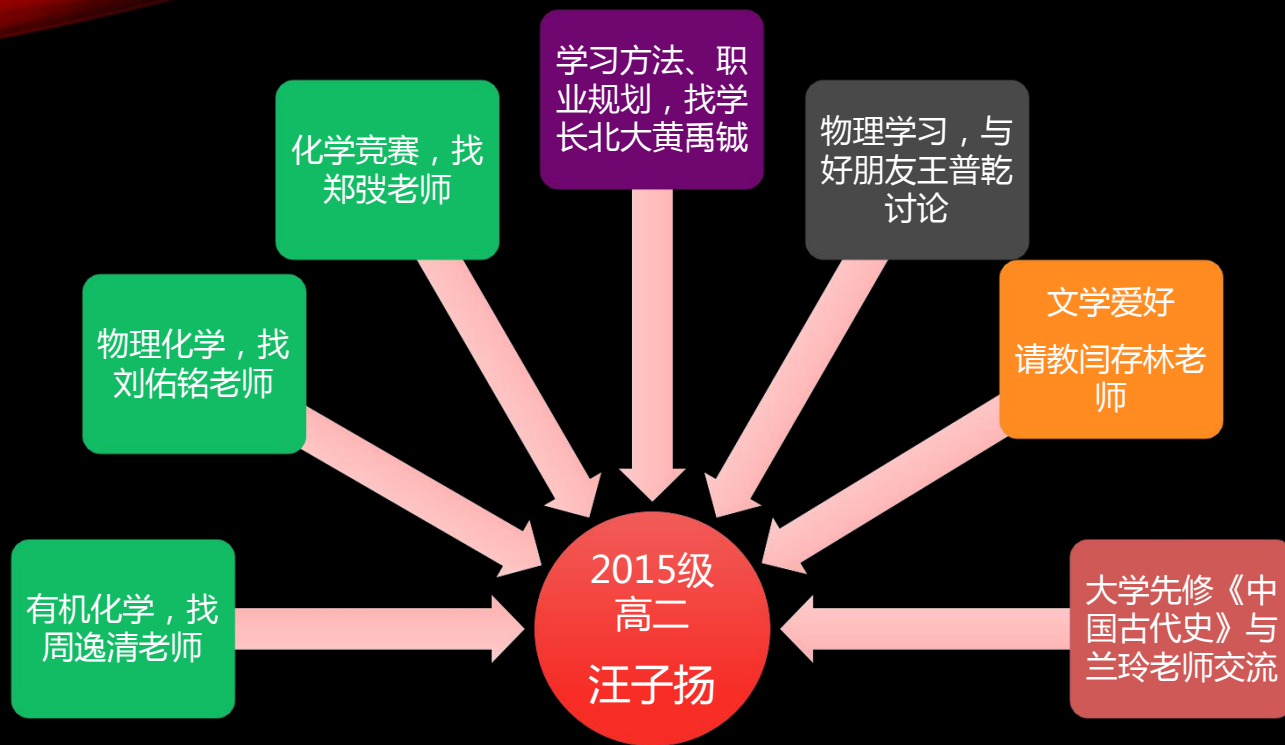 学习方法、职
业规划，找学
长北大黄禹铖
化学竞赛，找
郑弢老师
物理学习，与
好朋友王普乾
讨论
物理化学，找
刘佑铭老师
文学爱好
请教闫存林老
师
有机化学，找
周逸清老师
2015级
高二
汪子扬
大学先修《中
国古代史》与
兰玲老师交流